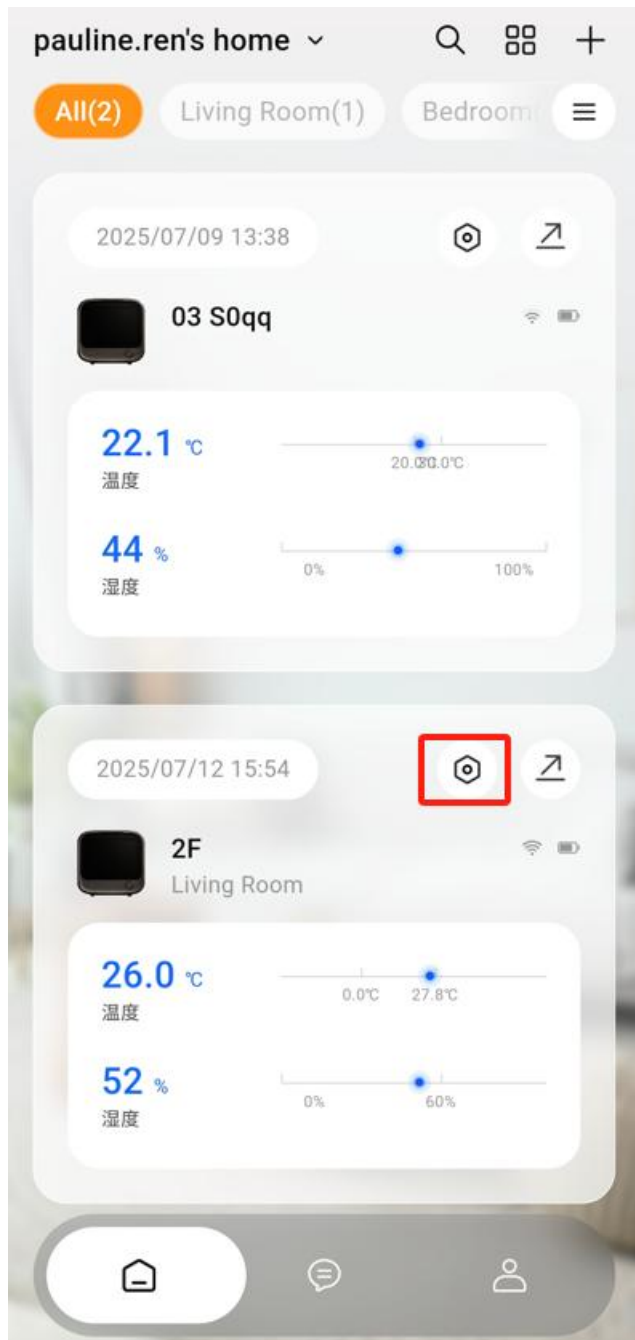 pauline.ren's home
All(2) Living Room(1) Bedroom
2025/07/09 13:38
03 S0qq
22.1 ℃
温度
20.0℃
44 %
湿度
0% 100%
2025/07/12 15:54
2F
Living Room
26.0 ℃
温度
0.0℃ 27.8℃
52 %
湿度
0% 60%